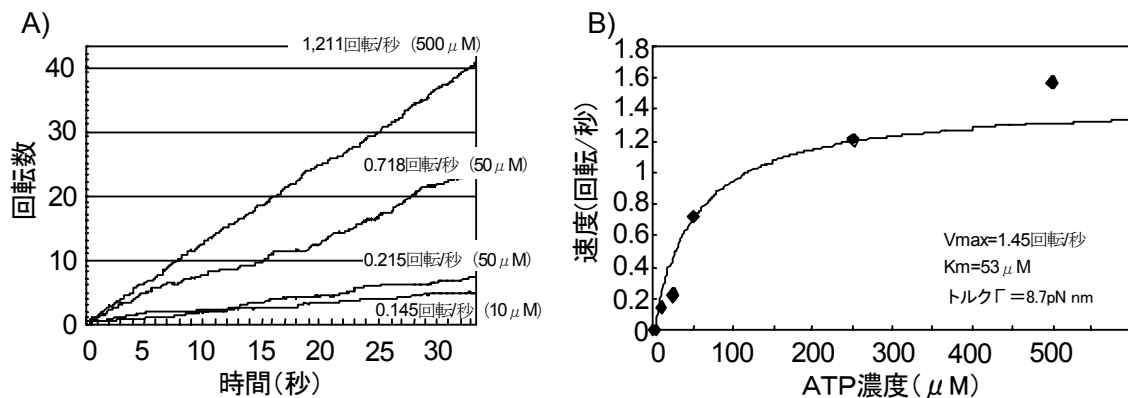 A)
1,211回転/秒 (500μM)
40
30
20
10
0
回転数
0.718回転/秒 (50μM)
0.215回転/秒 (50μM)
0.145回転/秒 (10μM)
0 5 10 15 20 25 30
時間(秒)
B)
1.8
1.6
1.4
1.2
1
0.8
0.6
0.4
0.2
0
速度(回転/秒)
Vmax=1.45回転/秒
Km=53μM
トルクΓ=8.7pN nm
0 100 200 300 400 500
ATP濃度(μM)